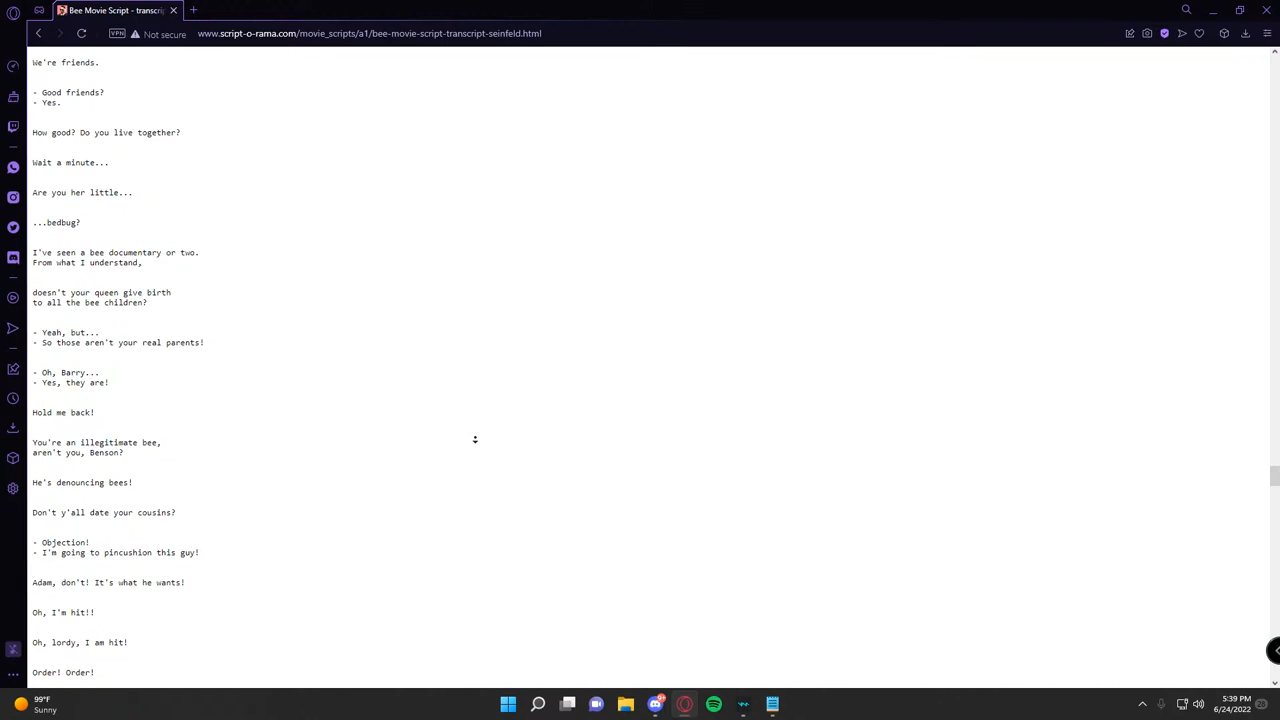 Bee Movie Script - transcrip
VPN
Not secure
www.script-o-rama.com/movie_scripts/a1/bee-movie-script-transcript-seinfeld.html
We're friends.
- Good friends?
- Yes.
How good? Do you live together?
Wait a minute...
Are you her little...
...bedbug?
I've seen a bee documentary or two.
From what I understand,
doesn't your queen give birth
to all the bee children?
- Yeah, but...
- So those aren't your real parents!
- Oh, Barry...
- Yes, they are!
Hold me back!
You're an illegitimate bee,
aren't you, Benson?
He's denouncing bees!
Don't y'all date your cousins?
- Objection!
- I'm going to pincushion this guy!
Adam, don't! It's what he wants!
Oh, I'm hit!!
Oh, lordy, I am hit!
Order! Order!
99°F
Sunny
9+
5:39 PM
6/24/2022